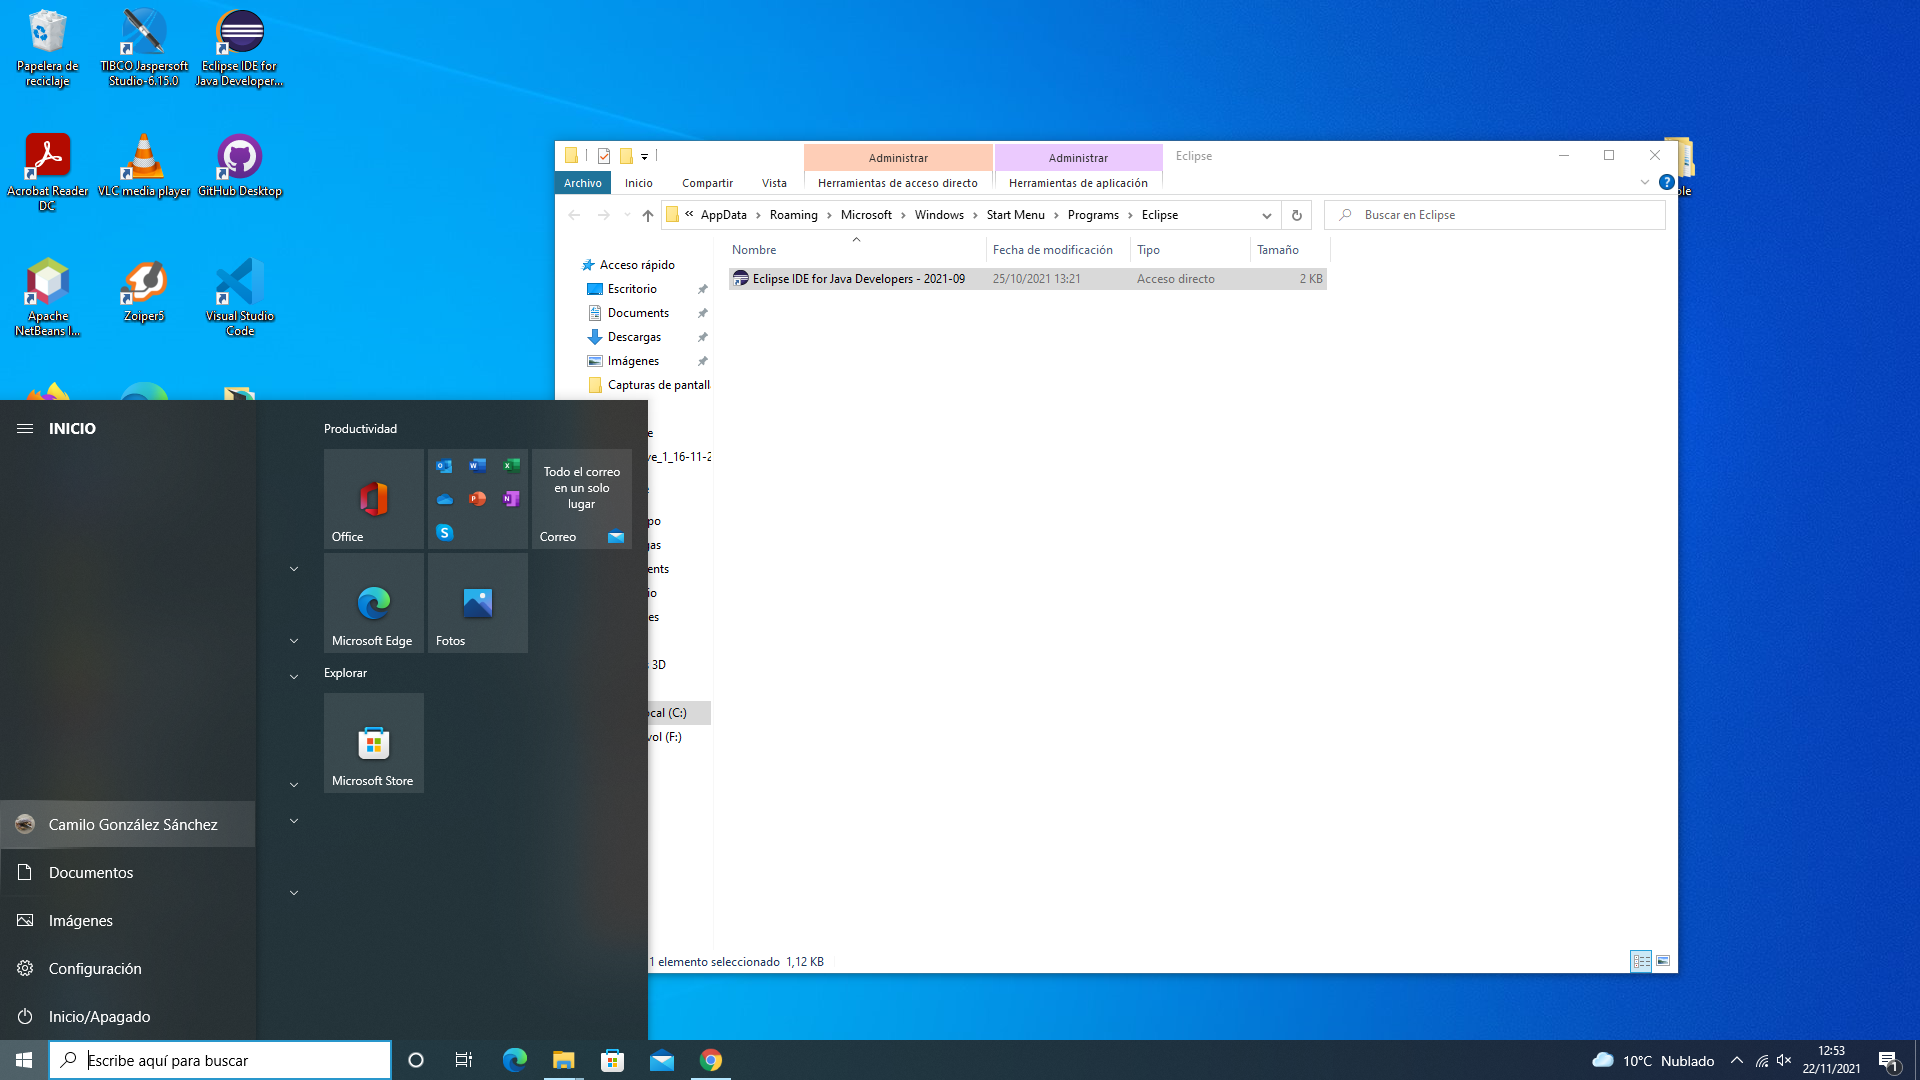 Papelera de
reciclaje
TIBCO Jaspersoft
Studio-6.15.0
Eclipse IDE for
Java Developer...
Acrobat Reader
DC
VLC media player
GitHub Desktop
Apache
NetBeans I...
Zoiper5
Visual Studio
Code
Administrar
Administrar
Eclipse
Archivo
Inicio
Compartir
Vista
Herramientas de acceso directo
Herramientas de aplicación
« AppData > Roaming > Microsoft > Windows > Start Menu > Programs > Eclipse
Buscar en Eclipse
Nombre
Fecha de modificación
Tipo
Tamaño
Eclipse IDE for Java Developers - 2021-09
25/10/2021 13:21
Acceso directo
2 KB
Acceso rápido
Escritorio
Documents
Descargas
Imágenes
Capturas de pantall
ve_1_16-11-2
po
gas
ents
io
es
3D
ocal (C:)
vol (F:)
1 elemento seleccionado 1,12 KB
INICIO
Productividad
Office
Todo el correo
en un solo
lugar
Correo
Microsoft Edge
Fotos
Explorar
Microsoft Store
Camilo González Sánchez
Documentos
Imágenes
Configuración
Inicio/Apagado
Escribe aquí para buscar
10°C Nublado
12:53
22/11/2021
1